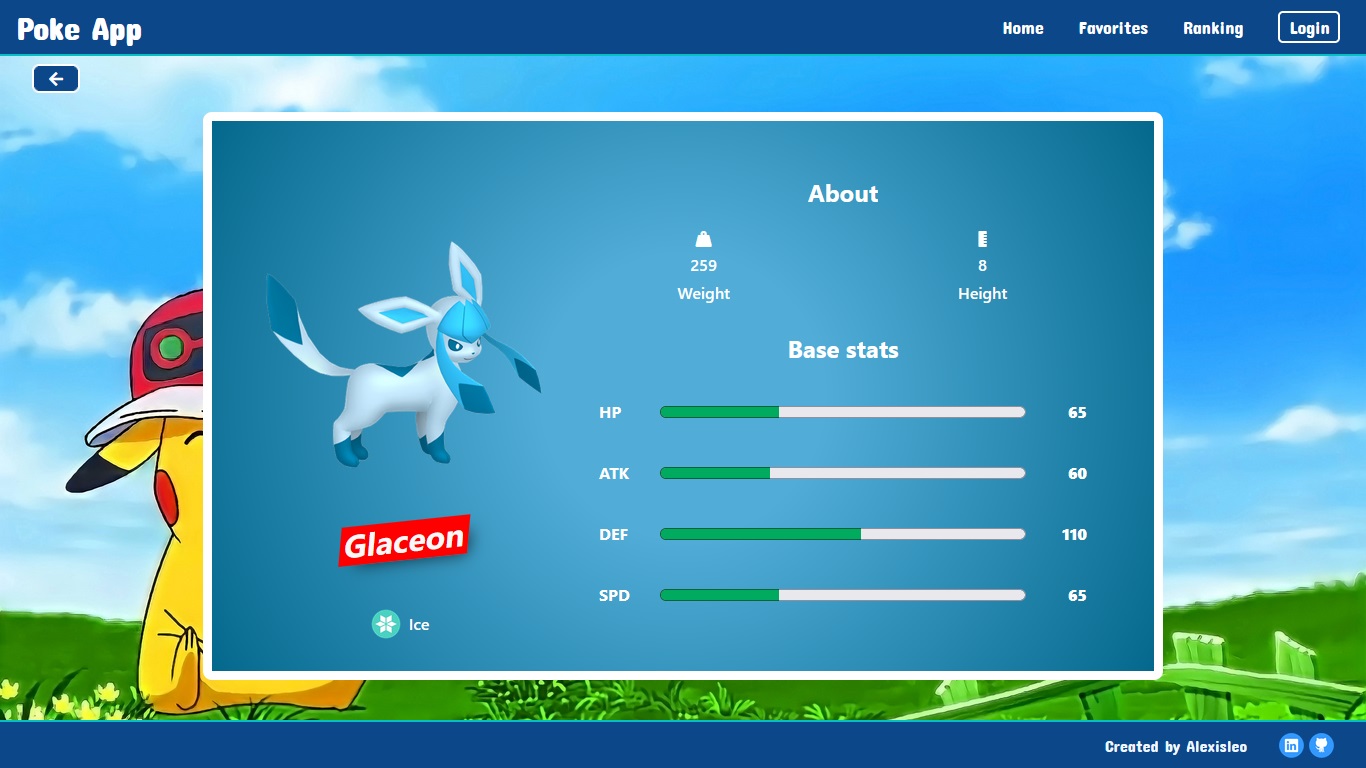 Poke App
Home Favorites Ranking Login
About
259 8
Weight Height
Base stats
HP 65
ATK 60
DEF 110
SPD 65
Glaceon
Ice
Created by Alexisleo
in